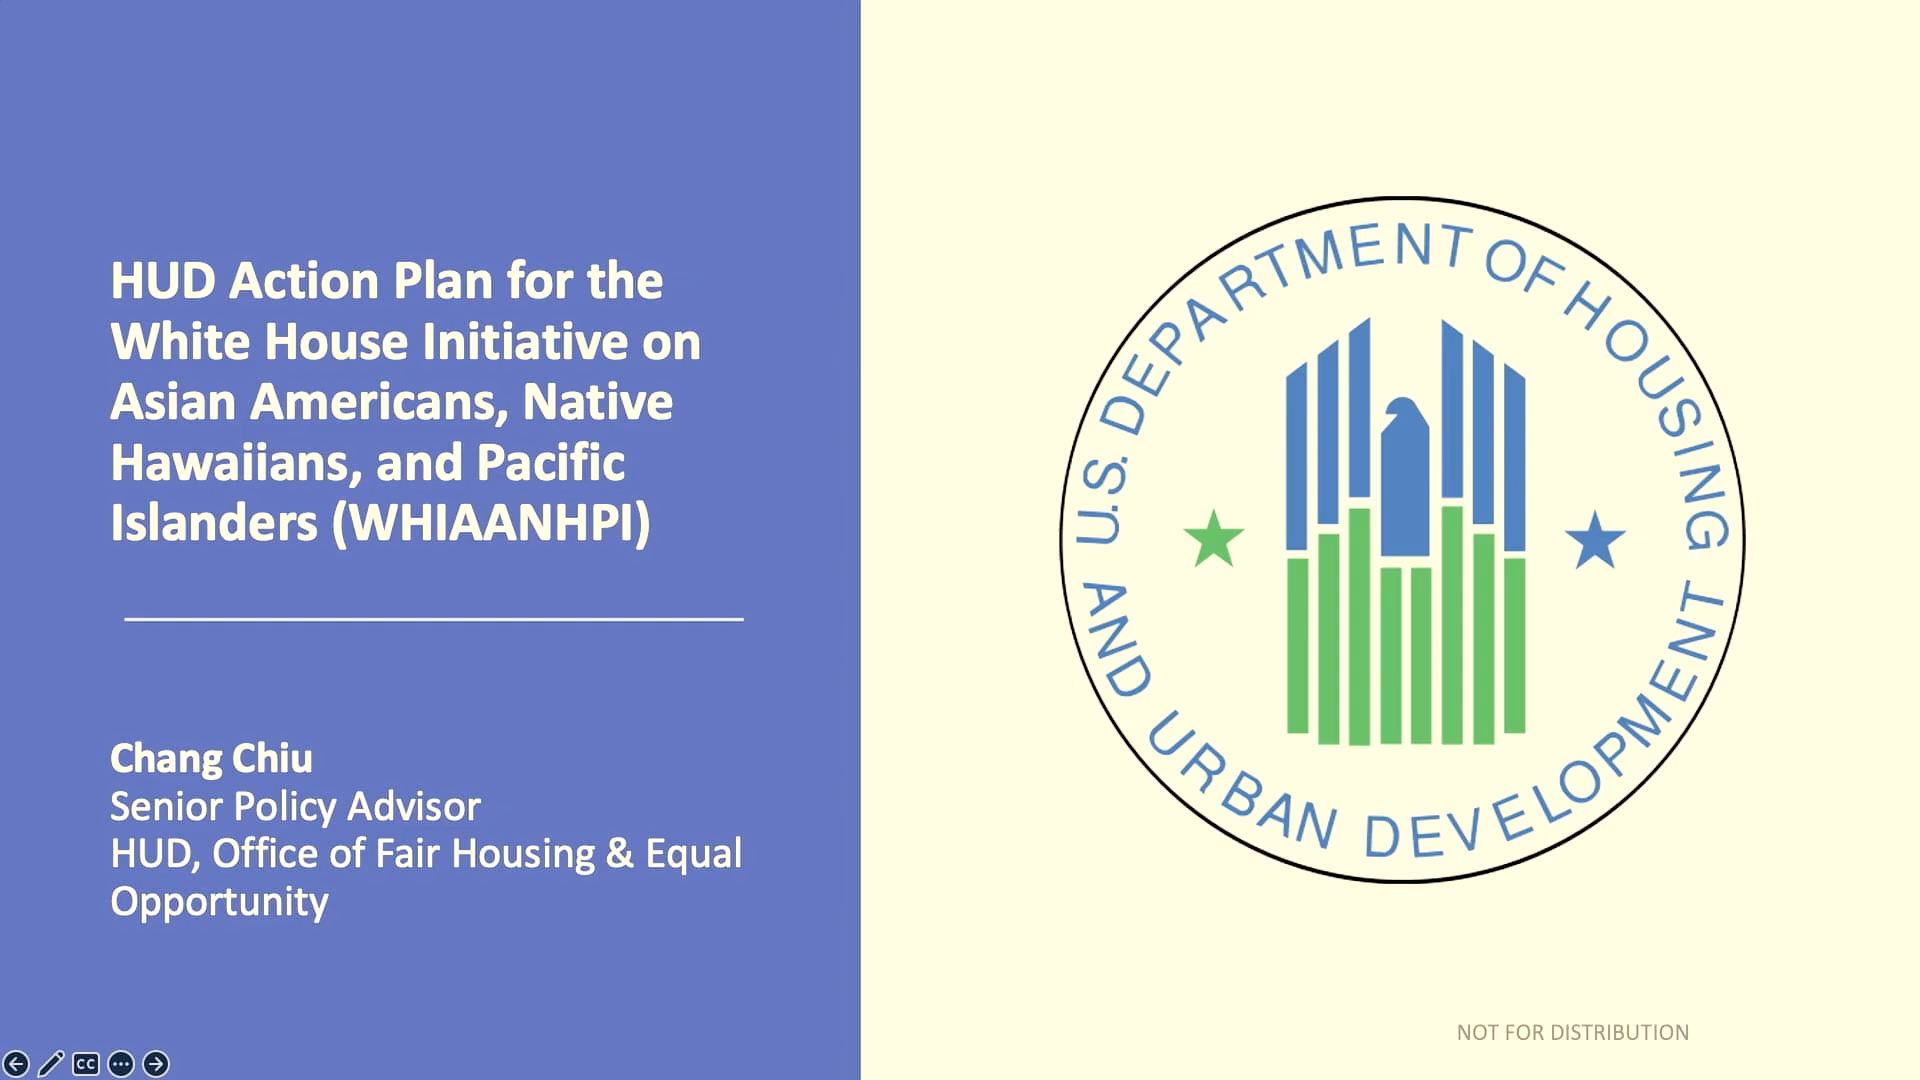 HUD Action Plan for the
White House Initiative on
Asian Americans, Native
Hawaiians, and Pacific
Islanders (WHIAANHPI)
Chang Chiu
Senior Policy Advisor
HUD, Office of Fair Housing & Equal
Opportunity
U.S. DEPARTMENT OF HOUSING
AND URBAN DEVELOPMENT
NOT FOR DISTRIBUTION
CC